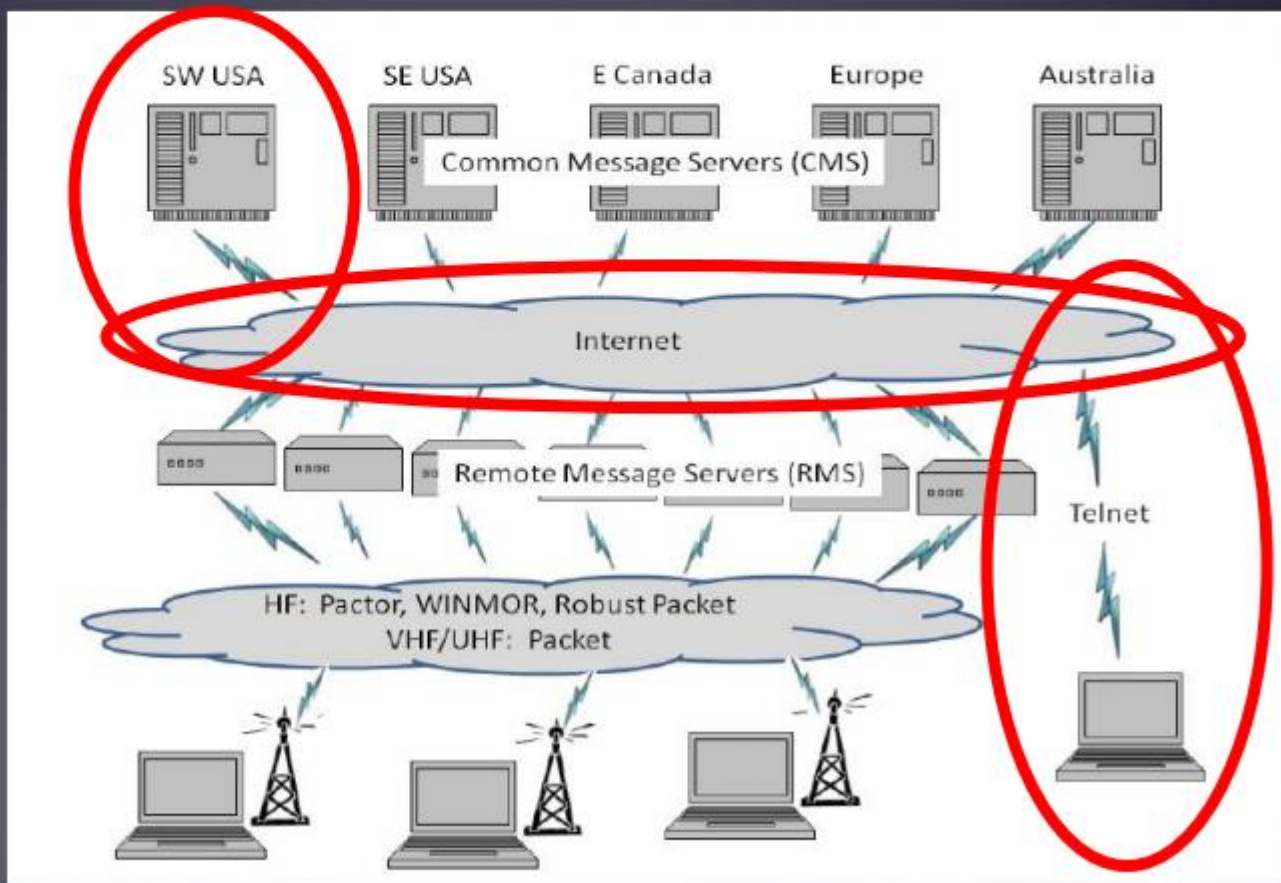 SW USA
SE USA
E Canada
Europe
Australia
Common Message Servers (CMS)
Internet
Remote Message Servers (RMS)
Telnet
HF: Pactor, WINMOR, Robust Packet
VHF/UHF: Packet